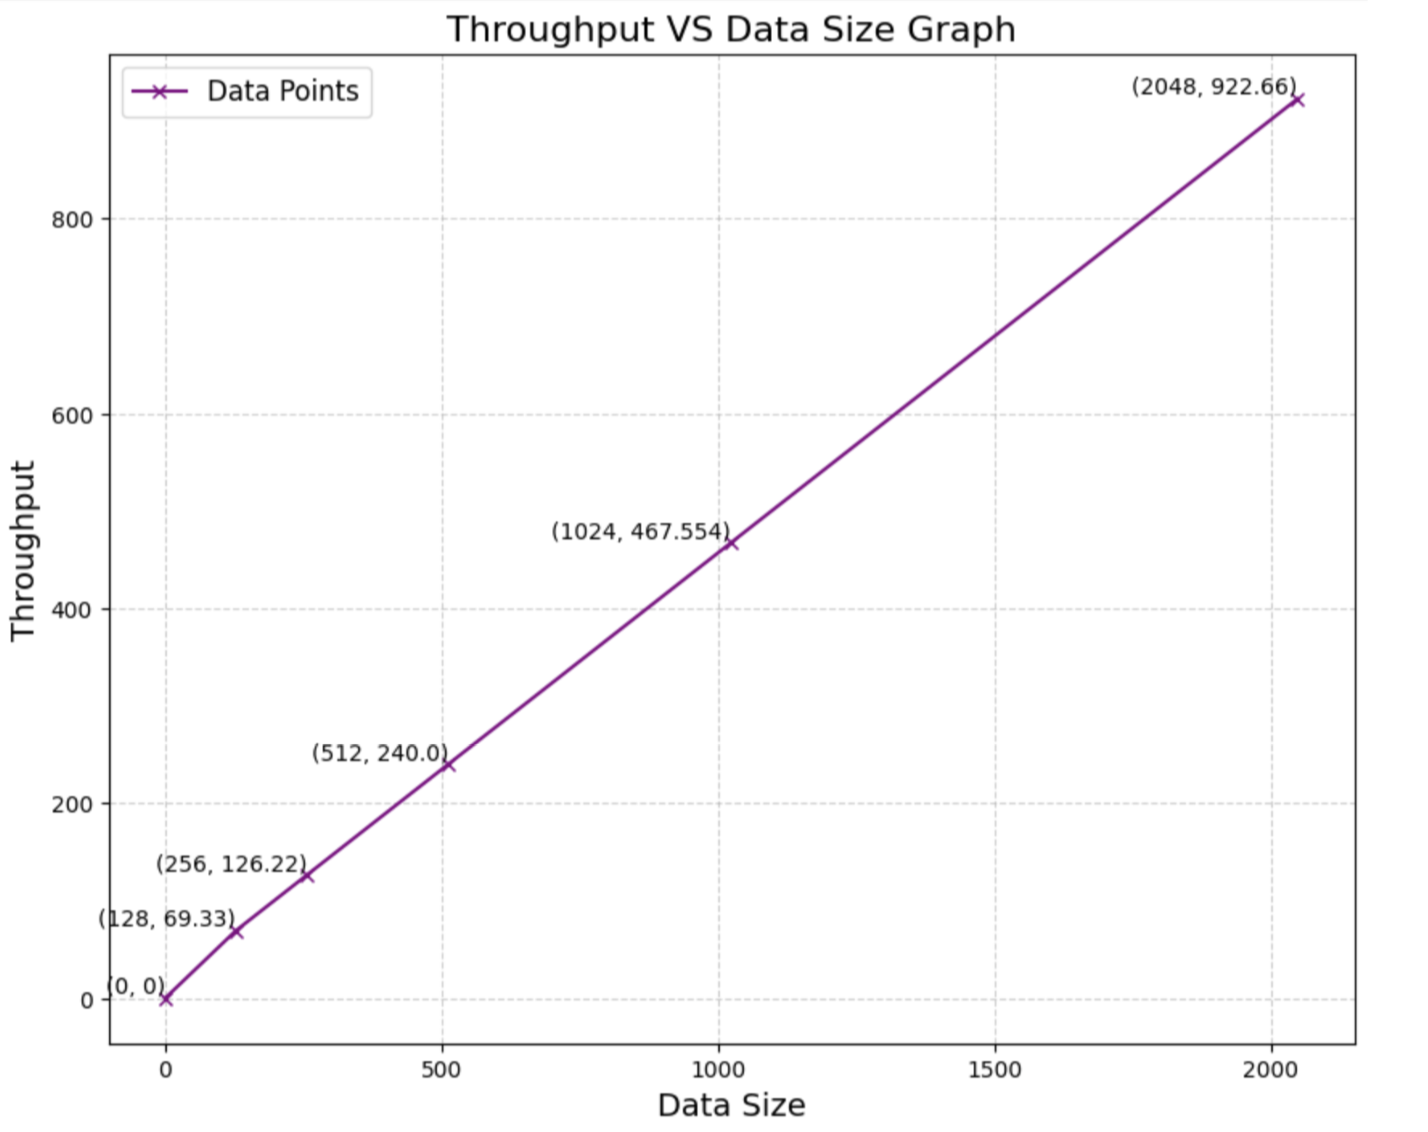 Throughput VS Data Size Graph
Data Points
(2048, 922.66)
800
600
(1024, 467.554)
400
(512, 240.0)
200
(256, 126.22)
(128, 69.33)
(0, 0)
0
Throughput
0 500 1000 1500 2000
Data Size